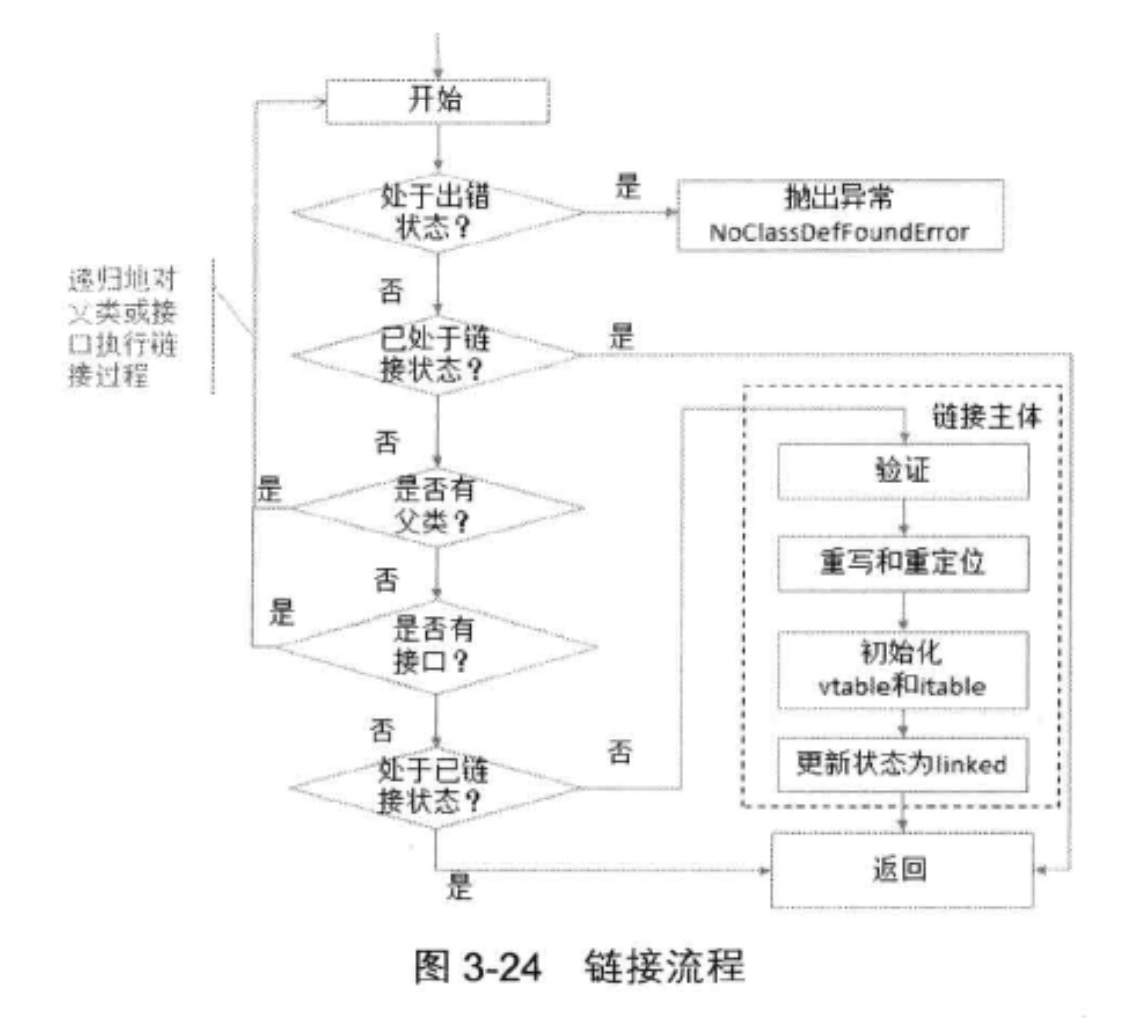 开始
处于出错
状态？
是
抛出异常
NoClassDefFoundError
否
递归地对
父类或接
口执行链
接过程
已处于链
接状态？
是
链接主体
否
验证
是
是否有
父类？
重写和重定位
否
是
是否有
接口？
初始化
vtable和itable
否
否
处于已链
接状态？
更新状态为linked
是
返回
图 3-24 链接流程